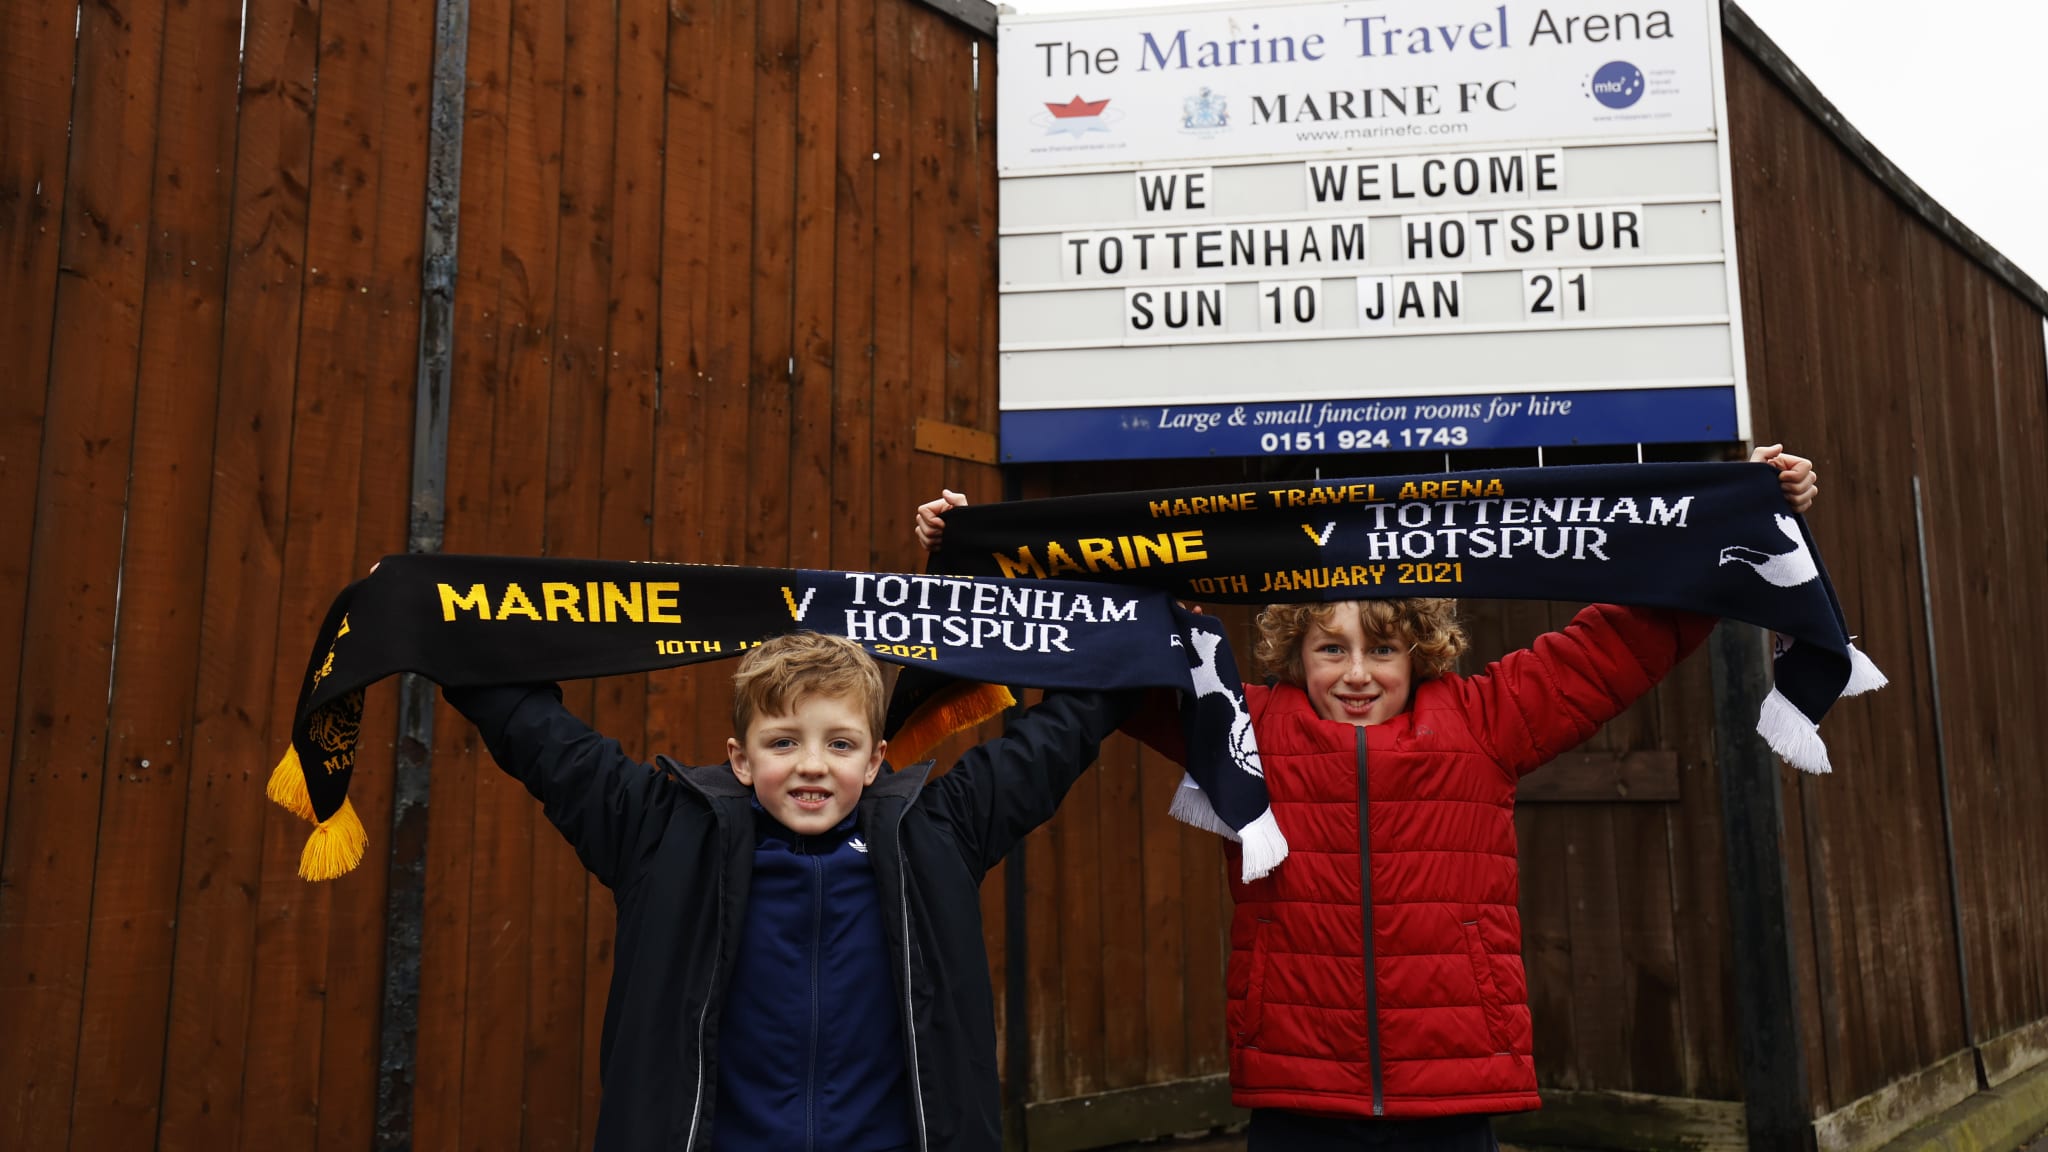 The Marine Travel Arena
MARINE FC
mta
www.marinefc.com
WE WELCOME
TOTTENHAM HOTSPUR
SUN 10 JAN 21
Large & small function rooms for hire
0151 924 1743
MARINE TRAVEL ARENA
MARINE V TOTTENHAM
HOTSPUR
10TH JANUARY 2021
MARINE V TOTTENHAM
HOTSPUR
10TH 2021